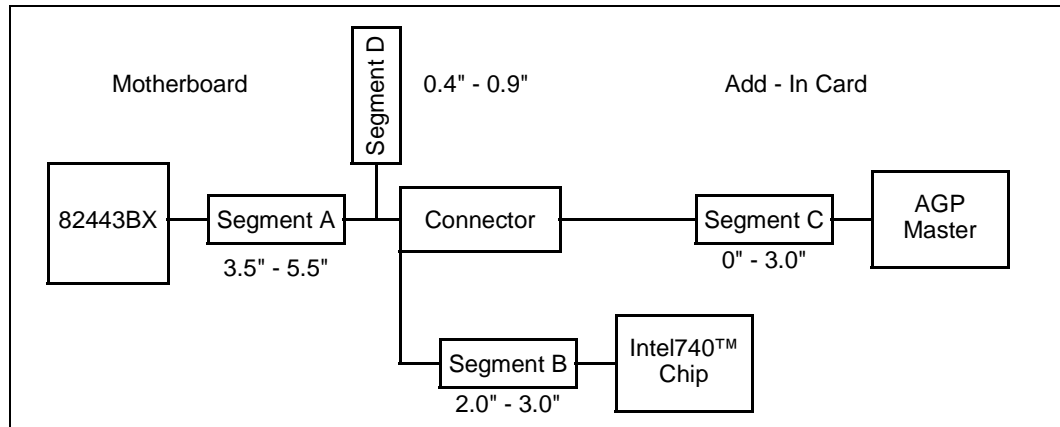 Motherboard
Segment D
0.4" - 0.9"
Add - In Card
82443BX
Segment A
Connector
Segment C
AGP
Master
3.5" - 5.5"
0" - 3.0"
Segment B
Intel740™
Chip
2.0" - 3.0"